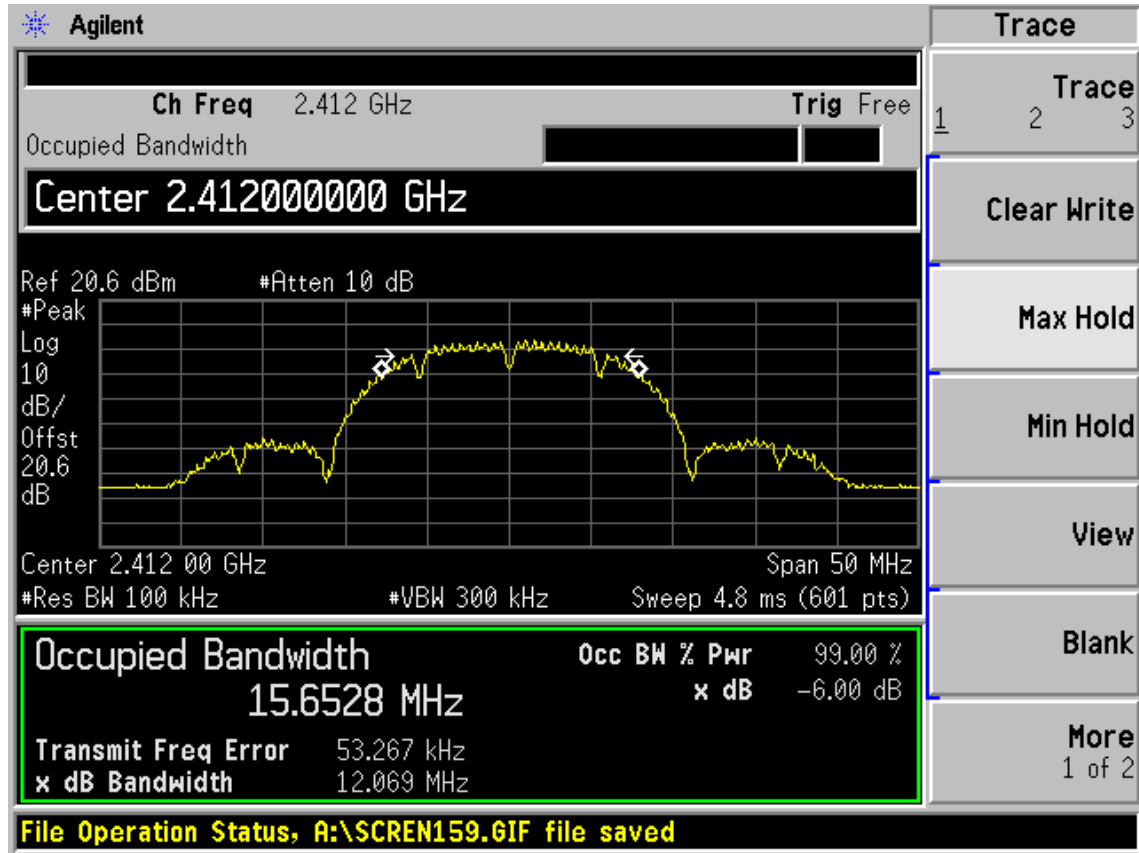 Agilent
Trace
Ch Freq 2.412 GHz Trig Free
Occupied Bandwidth
Center 2.412000000 GHz
Ref 20.6 dBm #Atten 10 dB
#Peak
Log
10
dB/
Offst
20.6
dB
Center 2.412 00 GHz Span 50 MHz
#Res BW 100 kHz #VBW 300 kHz Sweep 4.8 ms (601 pts)
Occupied Bandwidth
15.6528 MHz
Occ BW % Pwr 99.00 %
x dB -6.00 dB
Transmit Freq Error 53.267 kHz
x dB Bandwidth 12.069 MHz
File Operation Status, A:\SCREN159.GIF file saved
Trace
1 2 3
Clear Write
Max Hold
Min Hold
View
Blank
More
1 of 2